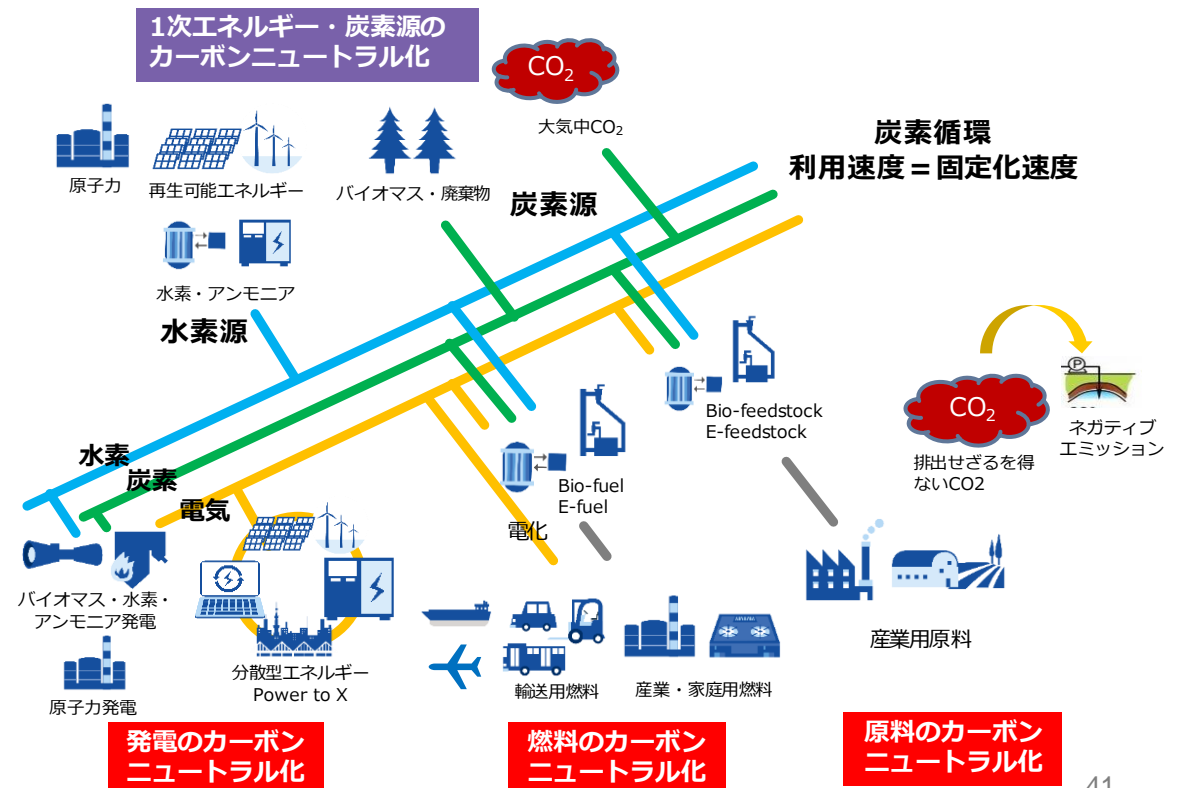 1次エネルギー・炭素源の
カーボンニュートラル化
CO₂
大気中CO₂
炭素循環
利用速度＝固定化速度
原子力
再生可能エネルギー
バイオマス・廃棄物
炭素源
水素・アンモニア
水素源
水素
炭素
電気
Bio-feedstock
E-feedstock
CO₂
P
ネガティブ
エミッション
排出せざるを得
ないCO2
Bio-fuel
E-fuel
電化
バイオマス・水素・
アンモニア発電
原子力発電
分散型エネルギー
Power to X
輸送用燃料
産業・家庭用燃料
産業用原料
発電のカーボン
ニュートラル化
燃料のカーボン
ニュートラル化
原料のカーボン
ニュートラル化
41